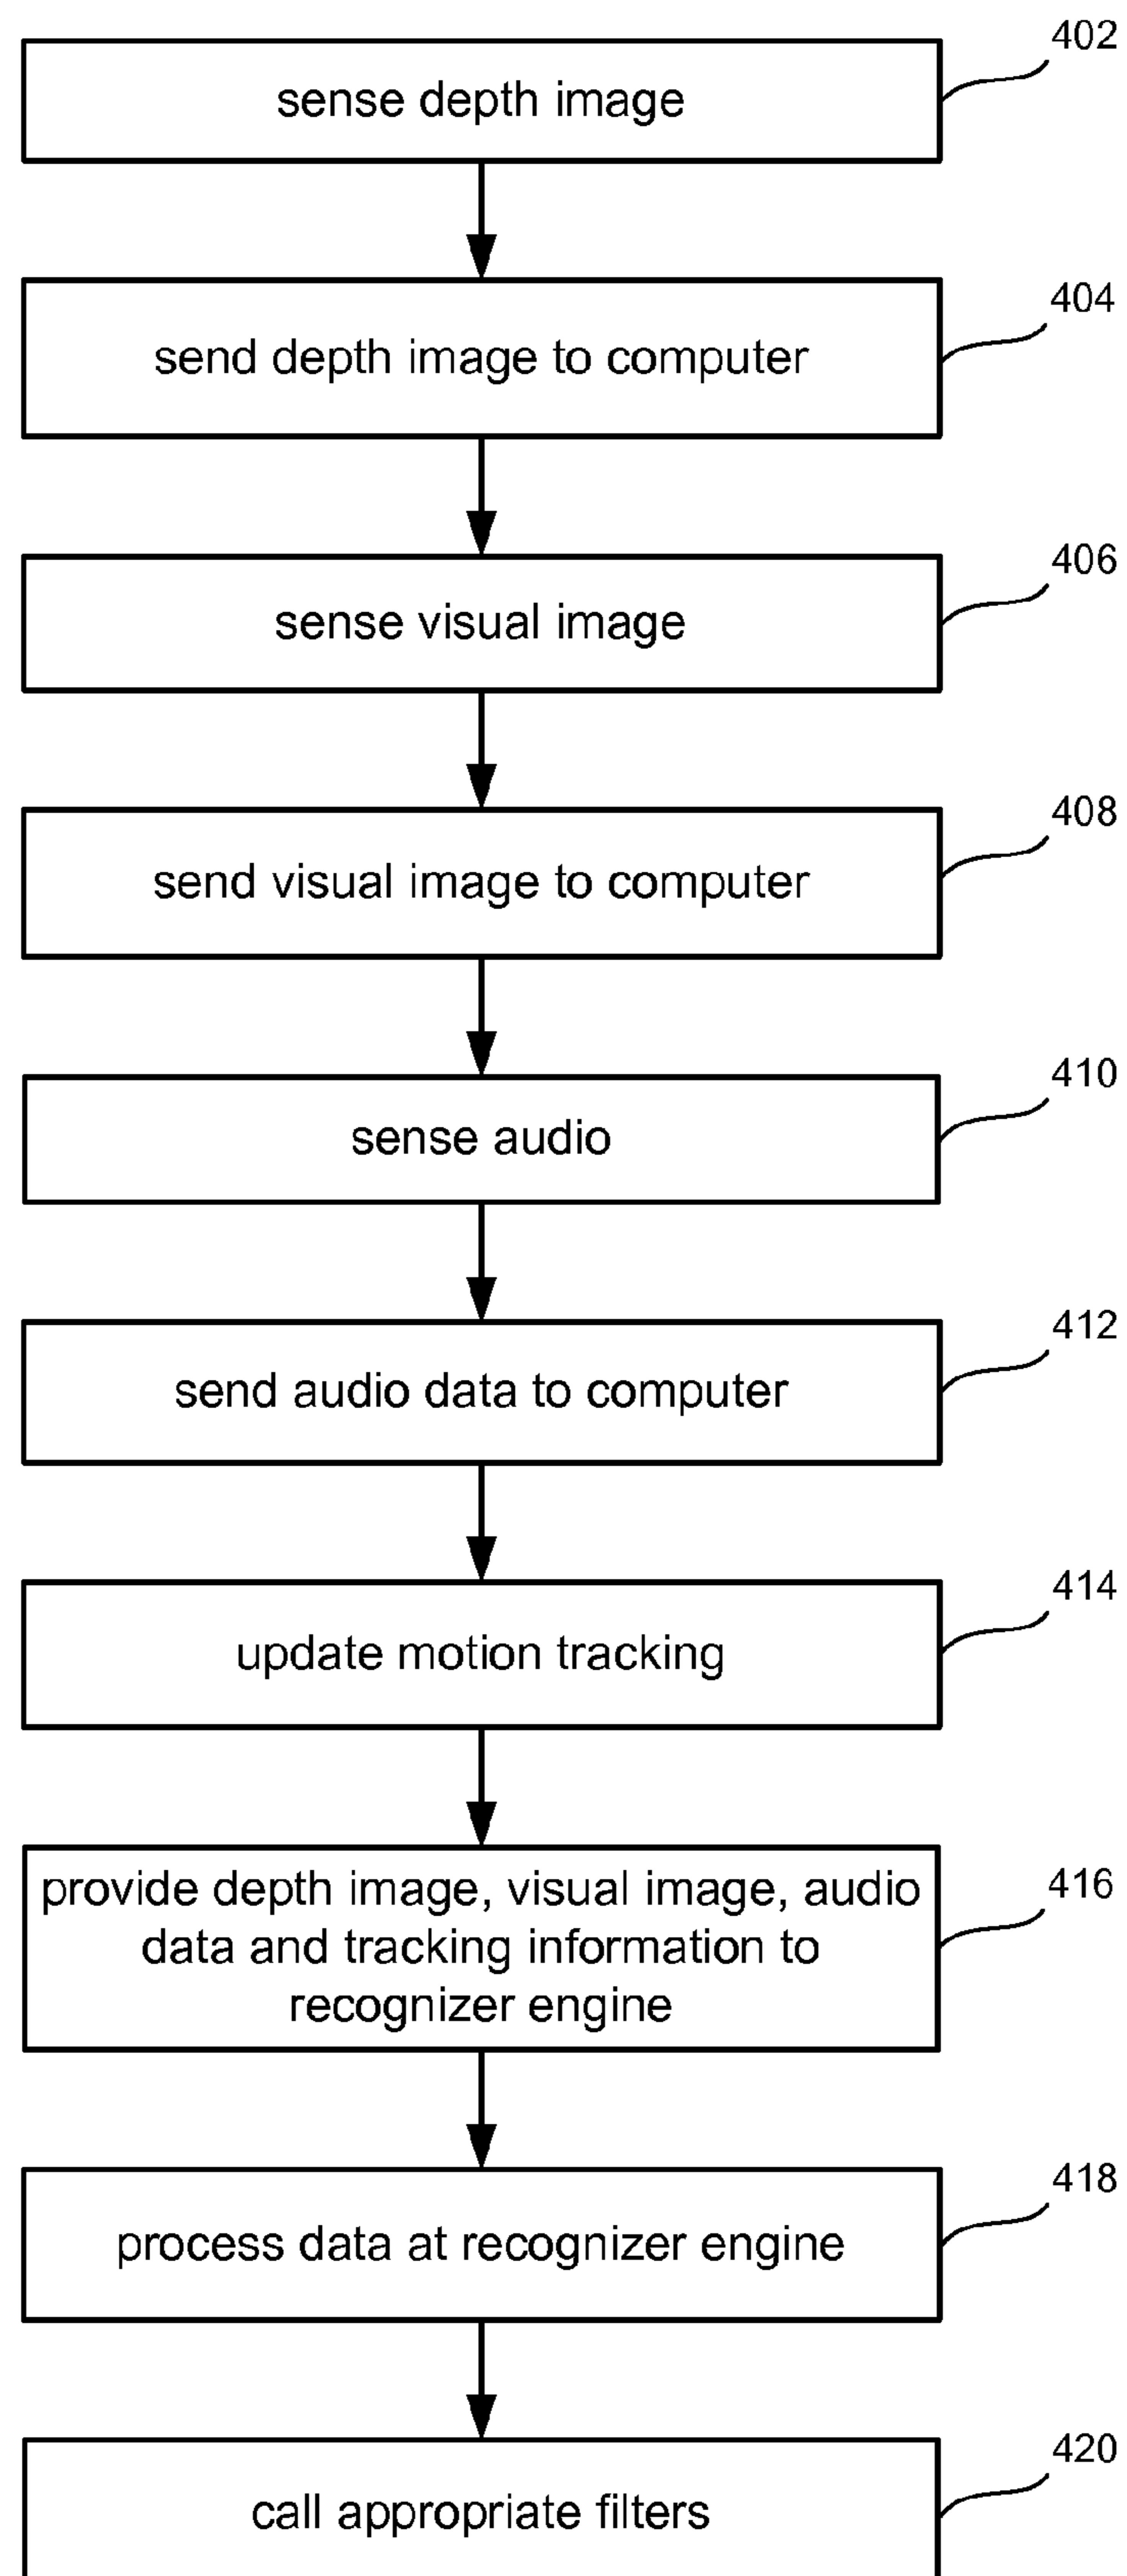 402
sense depth image
404
send depth image to computer
406
sense visual image
408
send visual image to computer
410
sense audio
412
send audio data to computer
414
update motion tracking
416
provide depth image, visual image, audio
data and tracking information to
recognizer engine
418
process data at recognizer engine
420
call appropriate filters